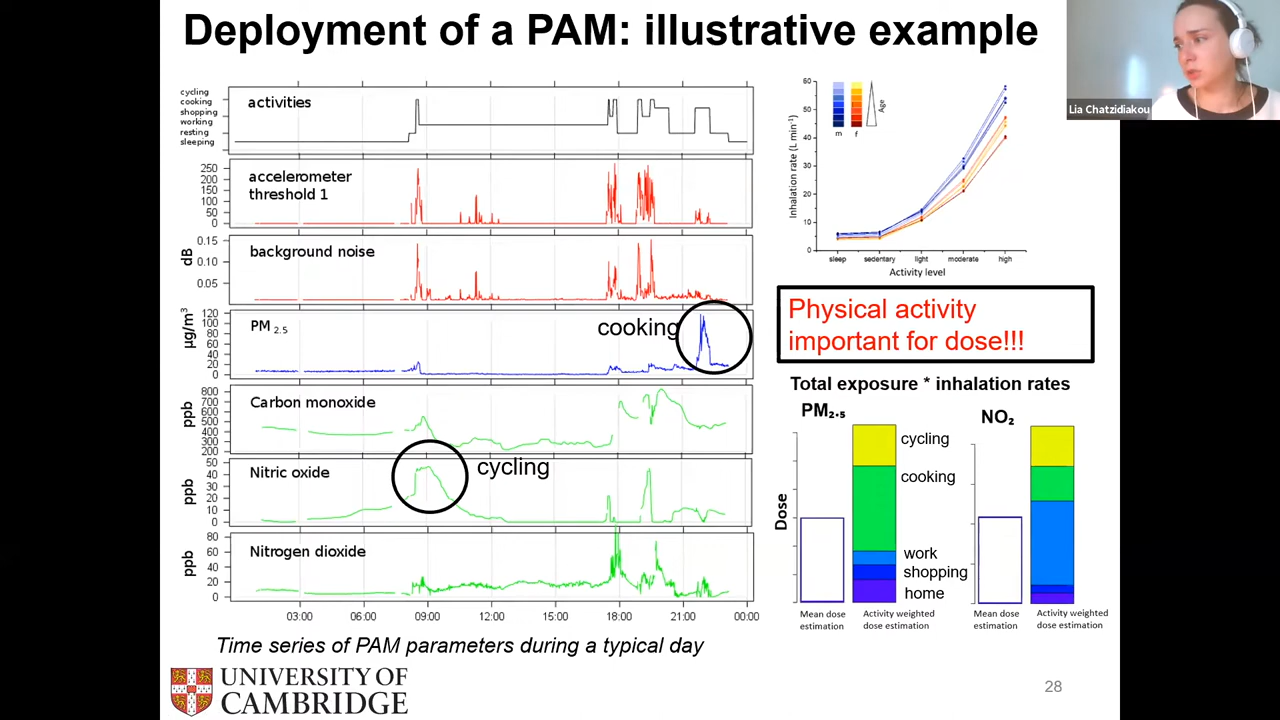 Deployment of a PAM: illustrative example
Lia Chatzidiakou
cycling
cooking
shopping
working
resting
sleeping
activities
250
200
150
100
50
0
accelerometer
threshold 1
dB
0.15
0.10
0.05
background noise
µg/m³
120
100
80
60
40
20
0
PM 2.5
cooking
ppb
800
700
600
500
400
300
200
Carbon monoxide
ppb
50
40
30
20
10
0
Nitric oxide
cycling
ppb
80
60
40
20
0
Nitrogen dioxide
03:00 06:00 09:00 12:00 15:00 18:00 21:00 00:00
Time series of PAM parameters during a typical day
Inhalation rate (L min⁻¹)
60
50
40
30
20
10
0
m f
Age
sleep sedentary light moderate high
Activity level
Physical activity
important for dose!!!
Total exposure * inhalation rates
PM₂.₅
NO₂
Dose
cycling
cooking
work
shopping
home
Mean dose
estimation
Activity weighted
dose estimation
Mean dose
estimation
Activity weighted
dose estimation
UNIVERSITY OF
CAMBRIDGE
28